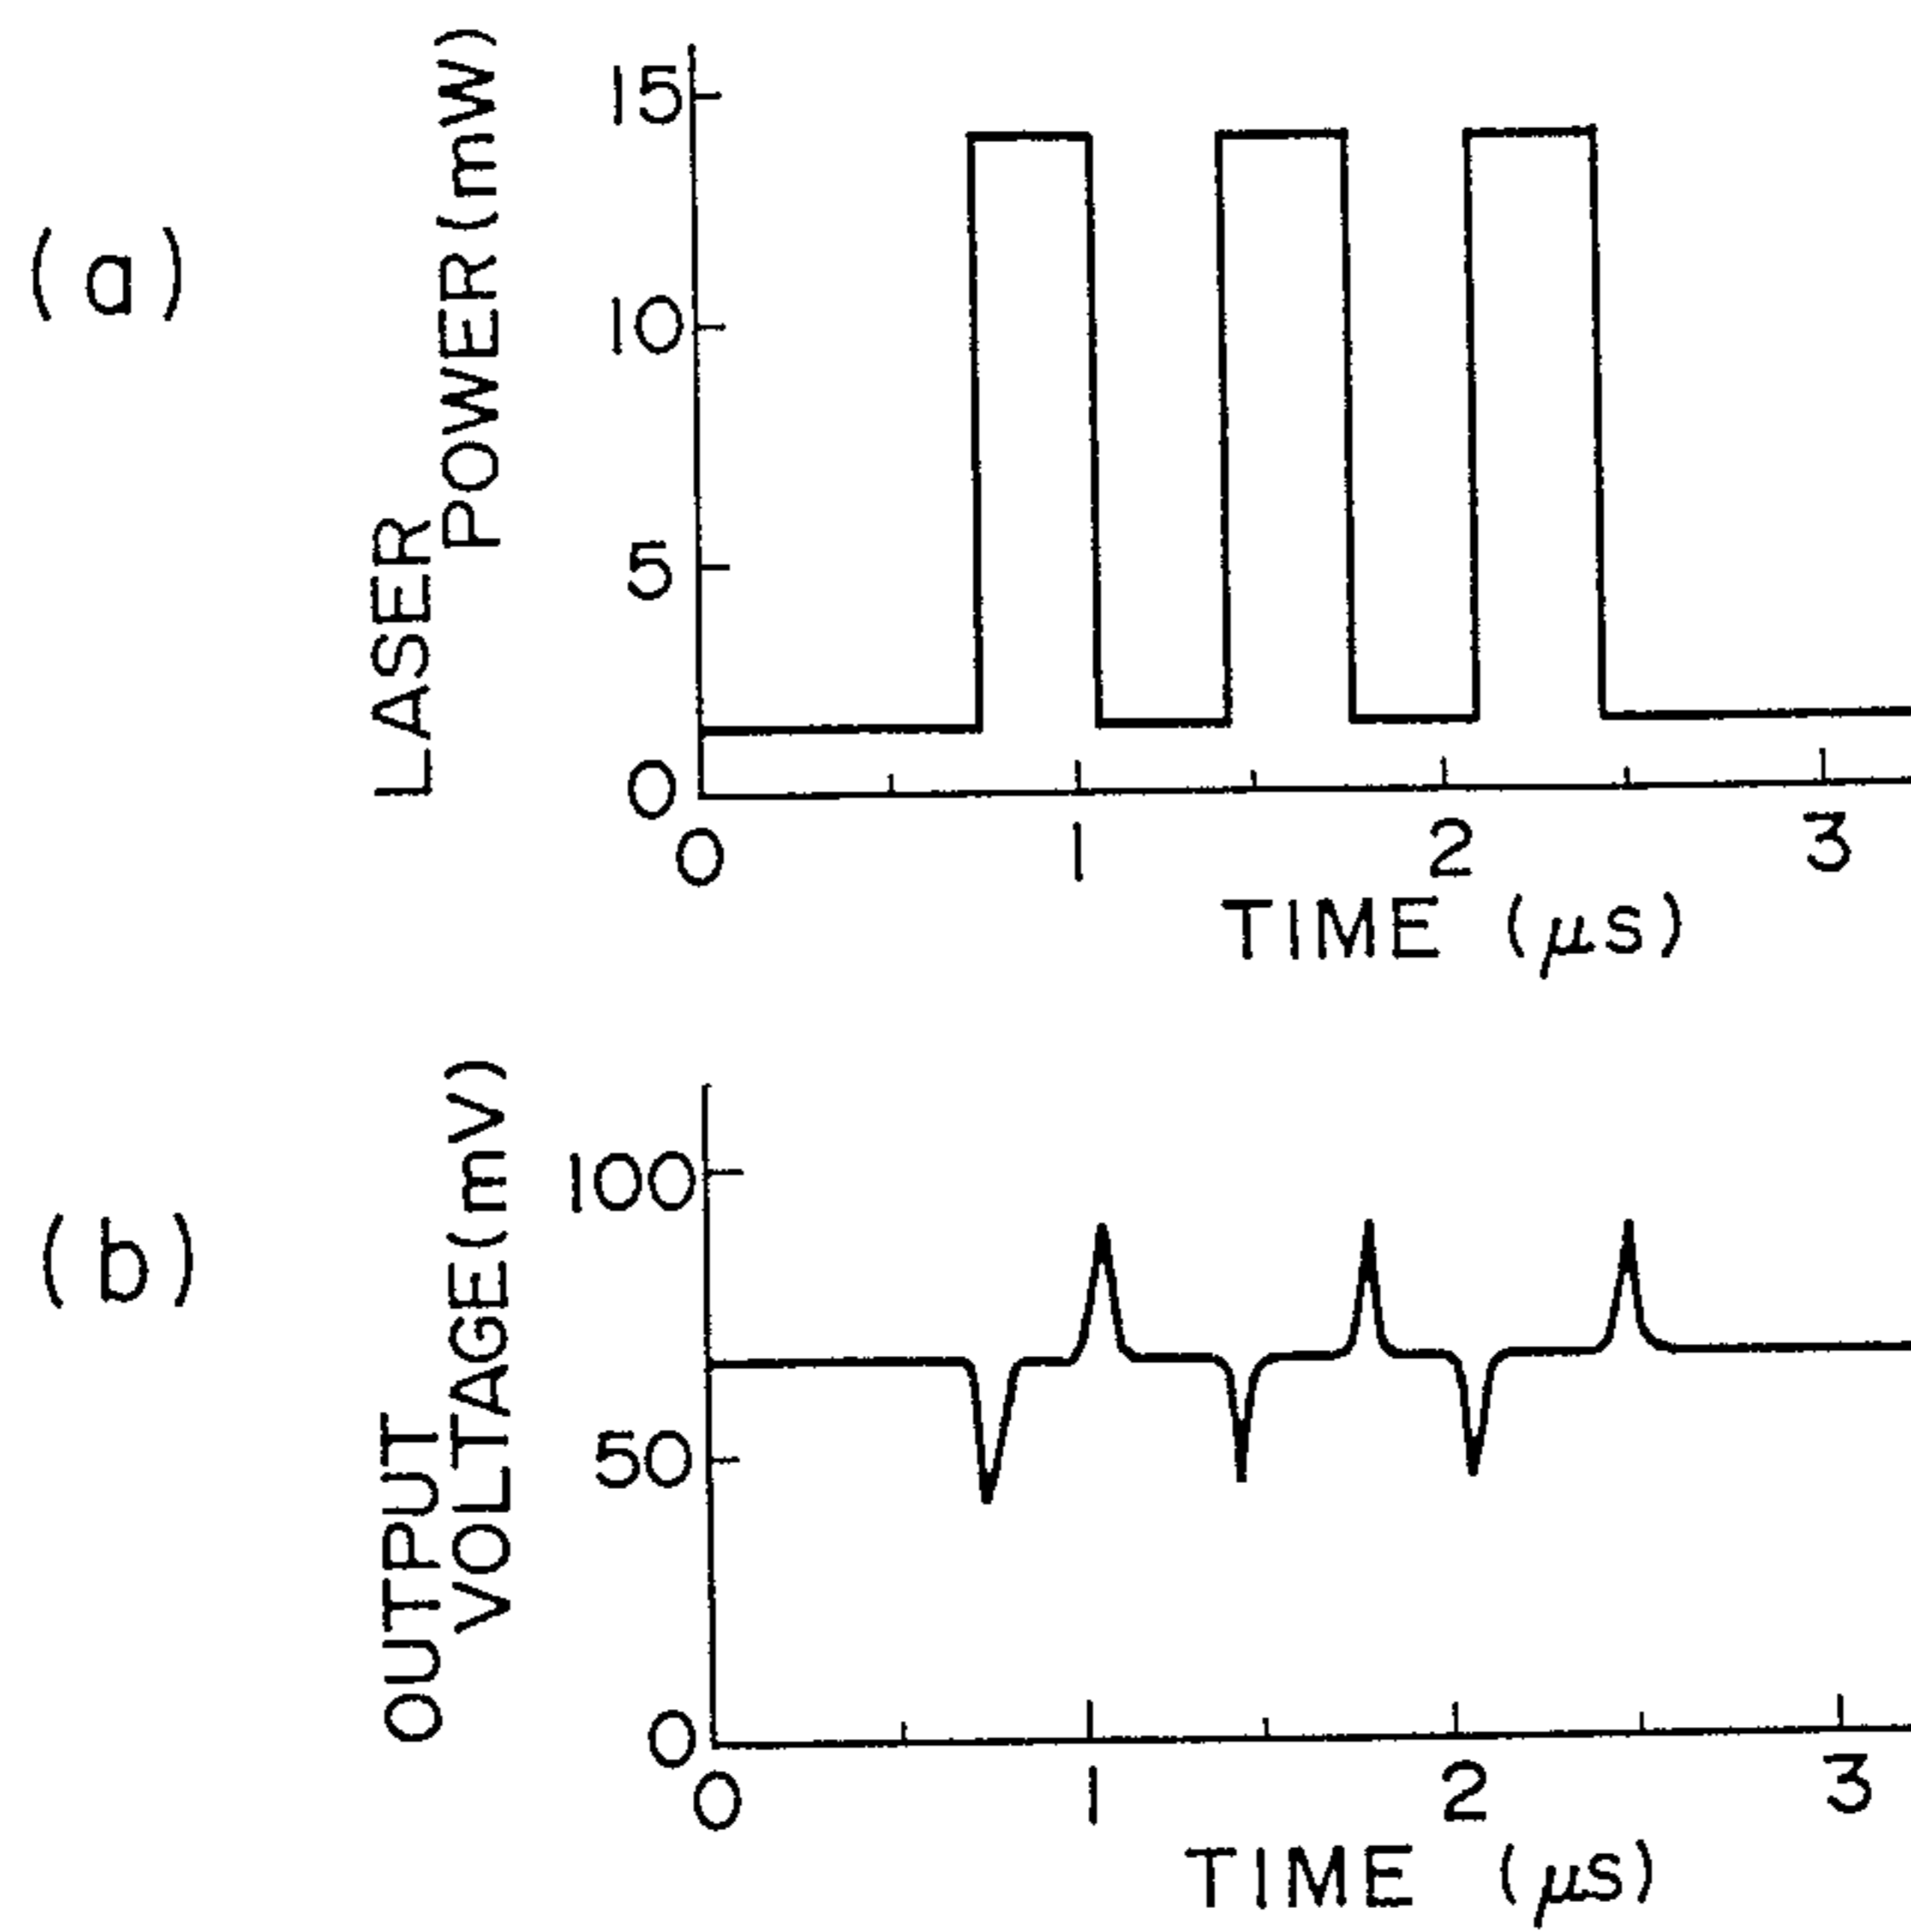 (a)
LASER
POWER (mW)
15
10
5
0
0 1 2 3
TIME (μs)
(b)
OUTPUT
VOLTAGE (mV)
100
50
0
0 1 2 3
TIME (μs)